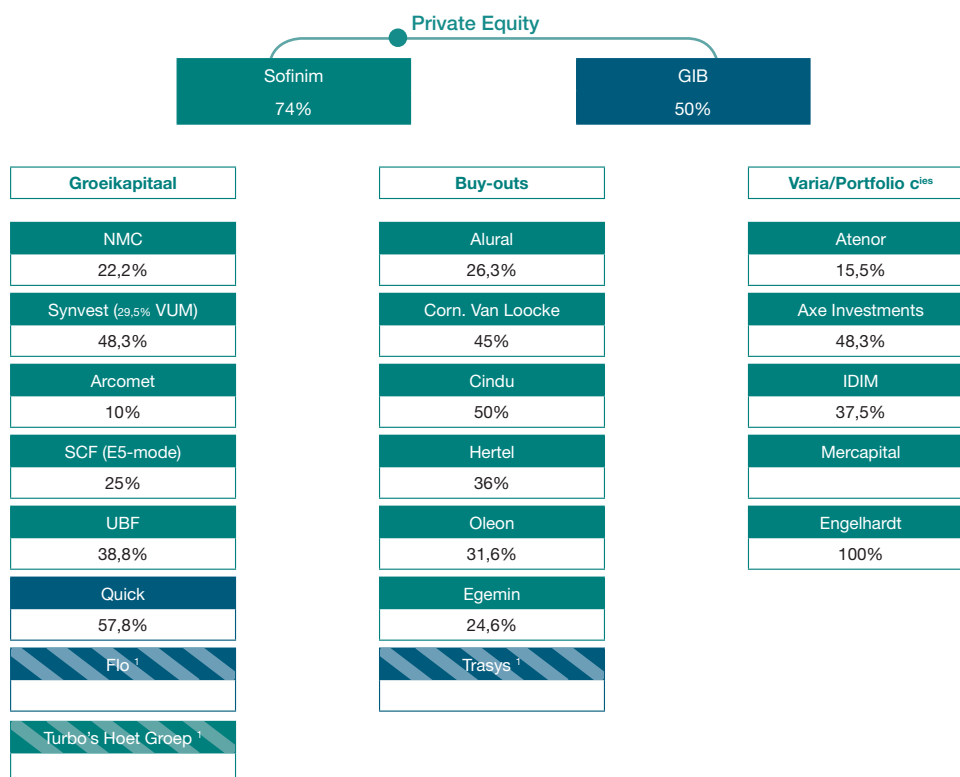 Private Equity
Sofinim
74%
GIB
50%
Groeikapitaal
NMC
22,2%
Synvest (29,5% VUM)
48,3%
Arcomet
10%
SCF (E5-mode)
25%
UBF
38,8%
Quick
57,8%
Flo ¹
Turbo's Hoet Groep ¹
Buy-outs
Alural
26,3%
Corn. Van Loocke
45%
Cindu
50%
Hertel
36%
Oleon
31,6%
Egemin
24,6%
Trasys ¹
Varia/Portfolio cies
Atenor
15,5%
Axe Investments
48,3%
IDIM
37,5%
Mercapital
Engelhardt
100%